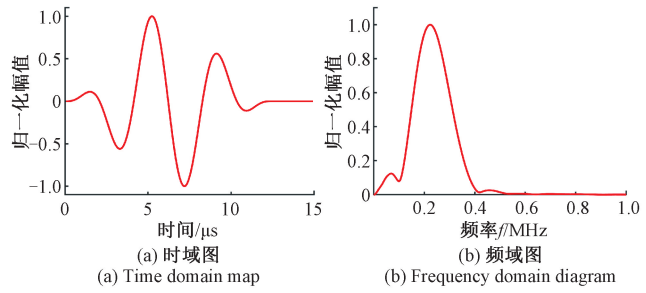 1.0
0.5
0
−0.5
−1.0
归一化幅值
0 5 10 15
时间/μs
(a) 时域图
(a) Time domain map
1.0
0.8
0.6
0.4
0.2
0
归一化幅值
0.2 0.4 0.6 0.8 1.0
频率f/MHz
(b) 频域图
(b) Frequency domain diagram